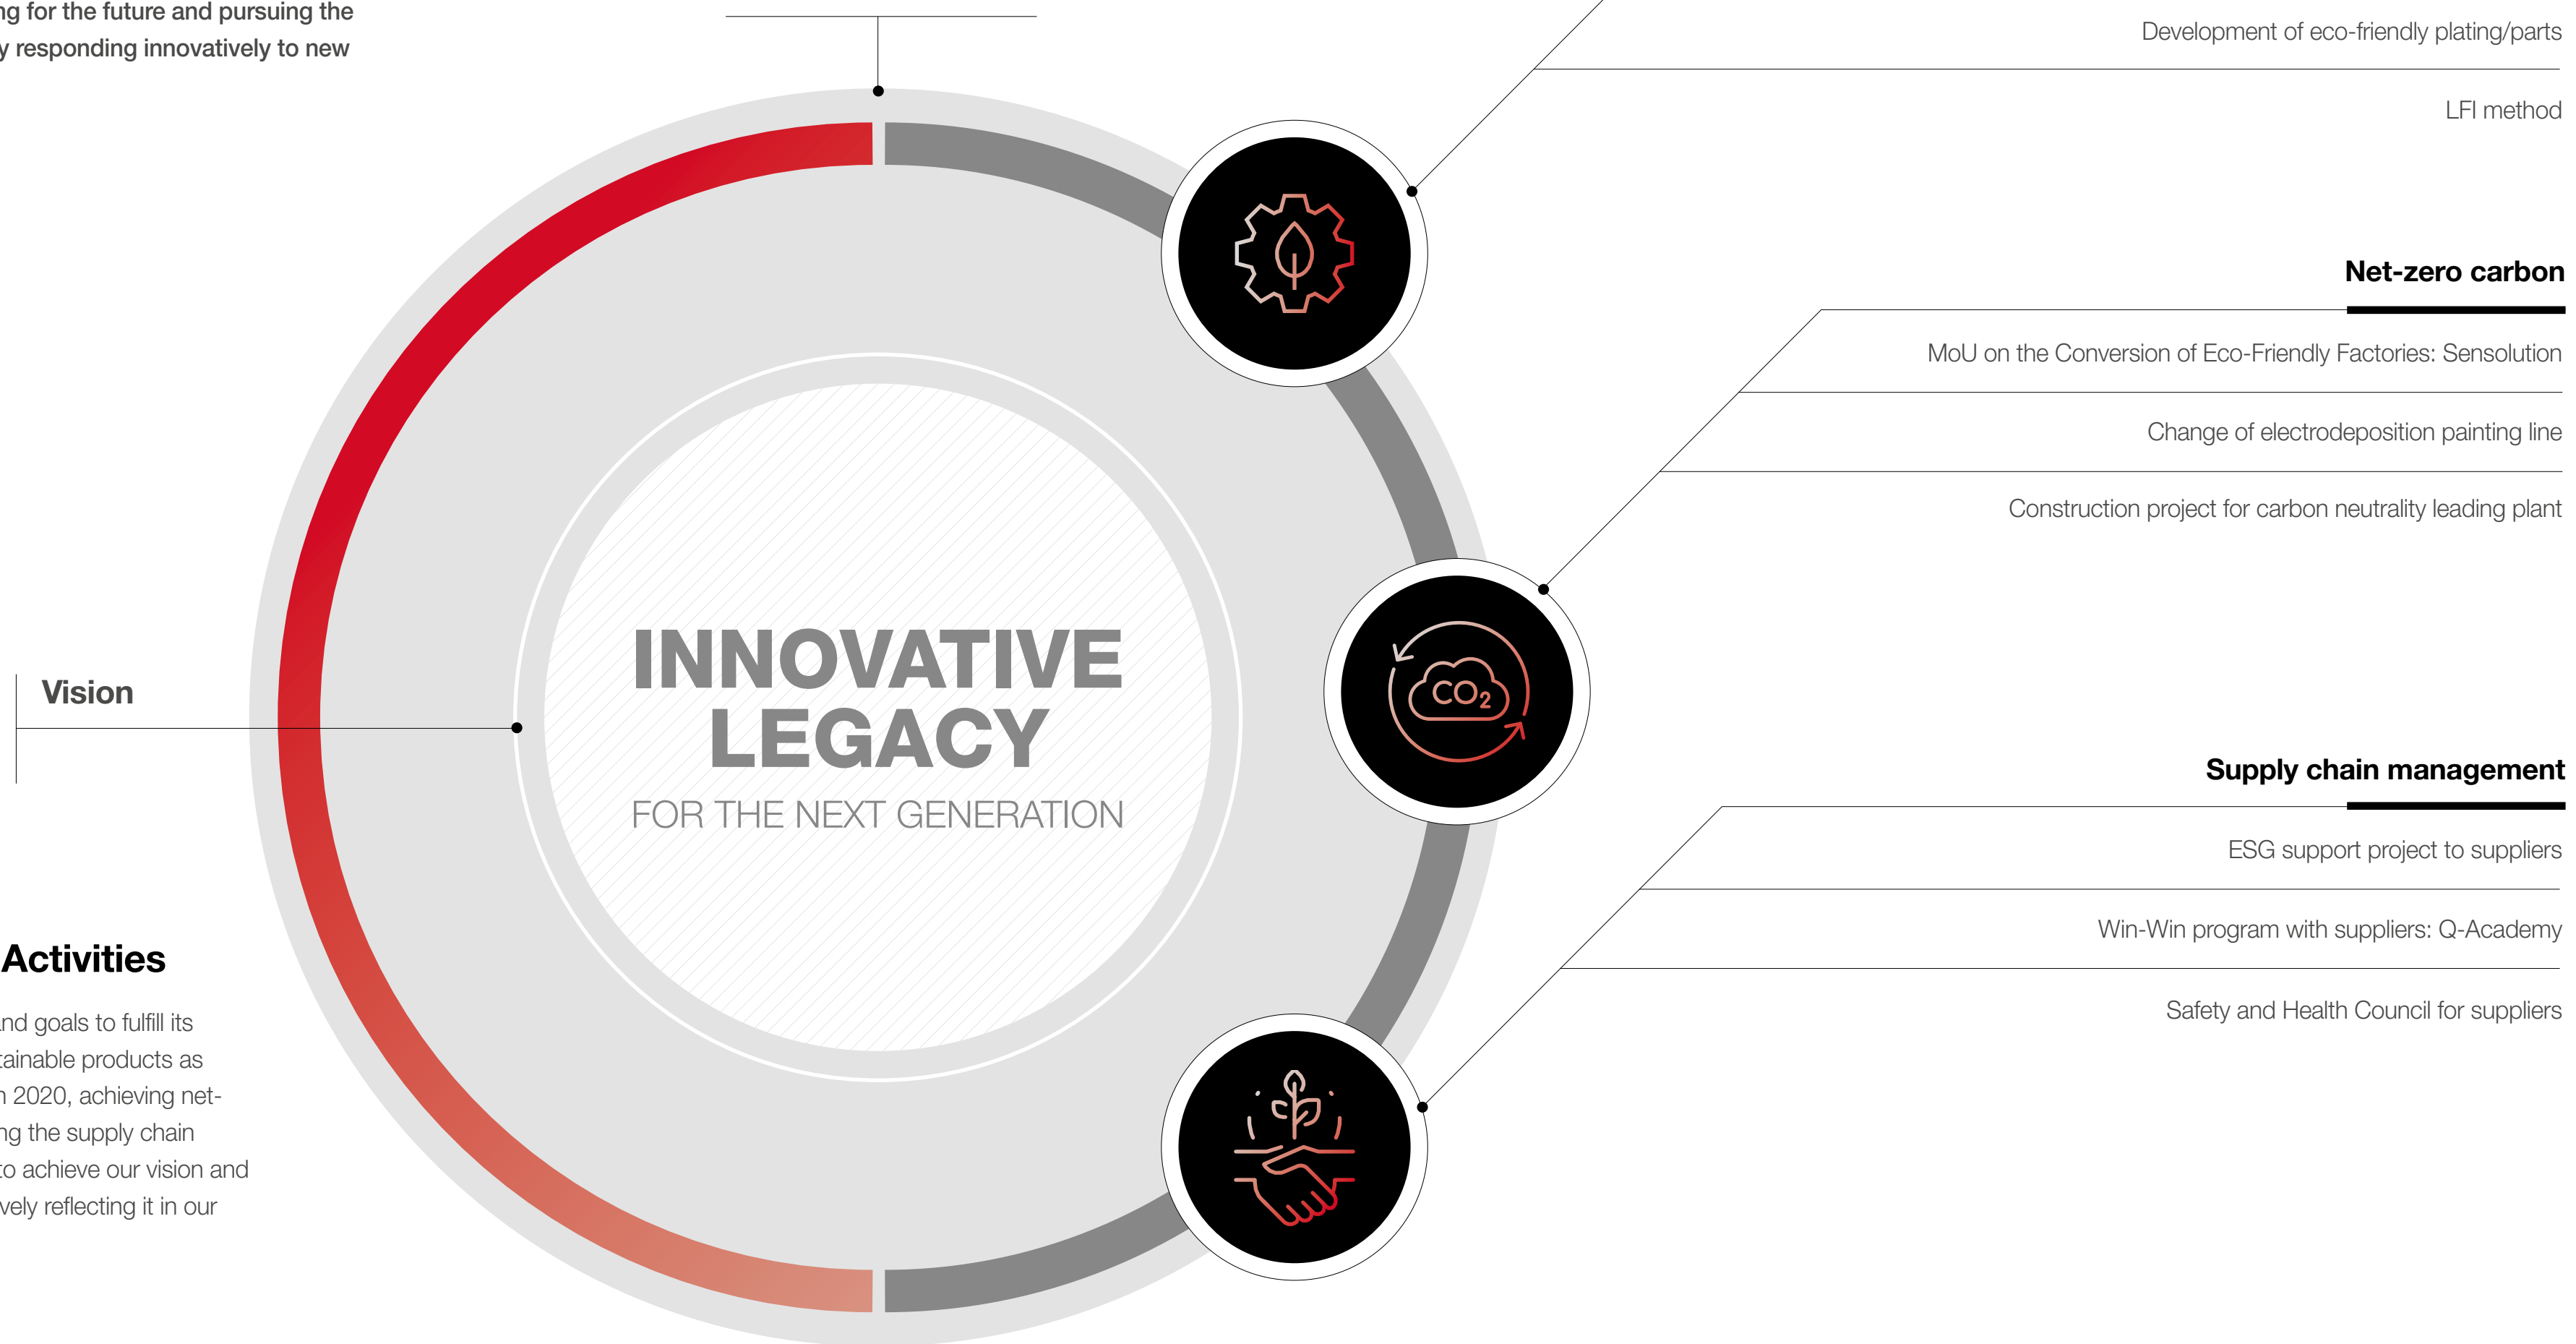 ng for the future and pursuing the
y responding innovatively to new
Development of eco-friendly plating/parts
LFI method
Net-zero carbon
MoU on the Conversion of Eco-Friendly Factories: Sensolution
Change of electrodeposition painting line
Construction project for carbon neutrality leading plant
CO2
Vision
INNOVATIVE
LEGACY
FOR THE NEXT GENERATION
Supply chain management
ESG support project to suppliers
Win-Win program with suppliers: Q-Academy
Safety and Health Council for suppliers
Activities
nd goals to fulfill its
tainable products as
n 2020, achieving net-
ng the supply chain
to achieve our vision and
vely reflecting it in our